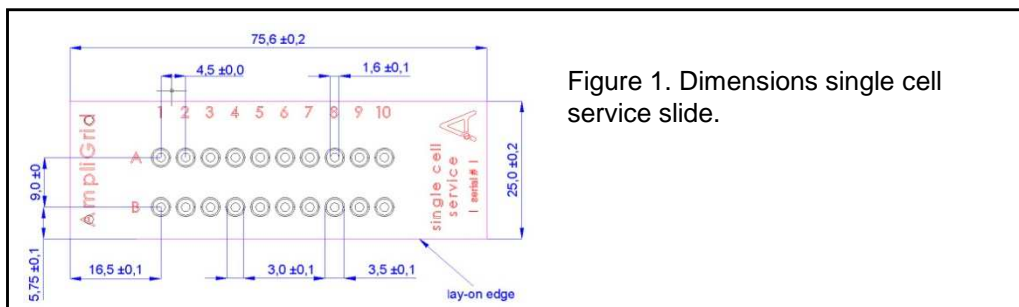 75,6 ±0,2
4,5 ±0,0
1,6 ±0,1
Figure 1. Dimensions single cell
service slide.
1 2 3 4 5 6 7 8 9 10
A
B
AmpliGrid
single cell
service
| serial# |
A
9,0 ±0
25,0 ±0,2
5,75 ±0,1
16,5 ±0,1
3,0 ±0,1
3,5 ±0,1
lay-on edge